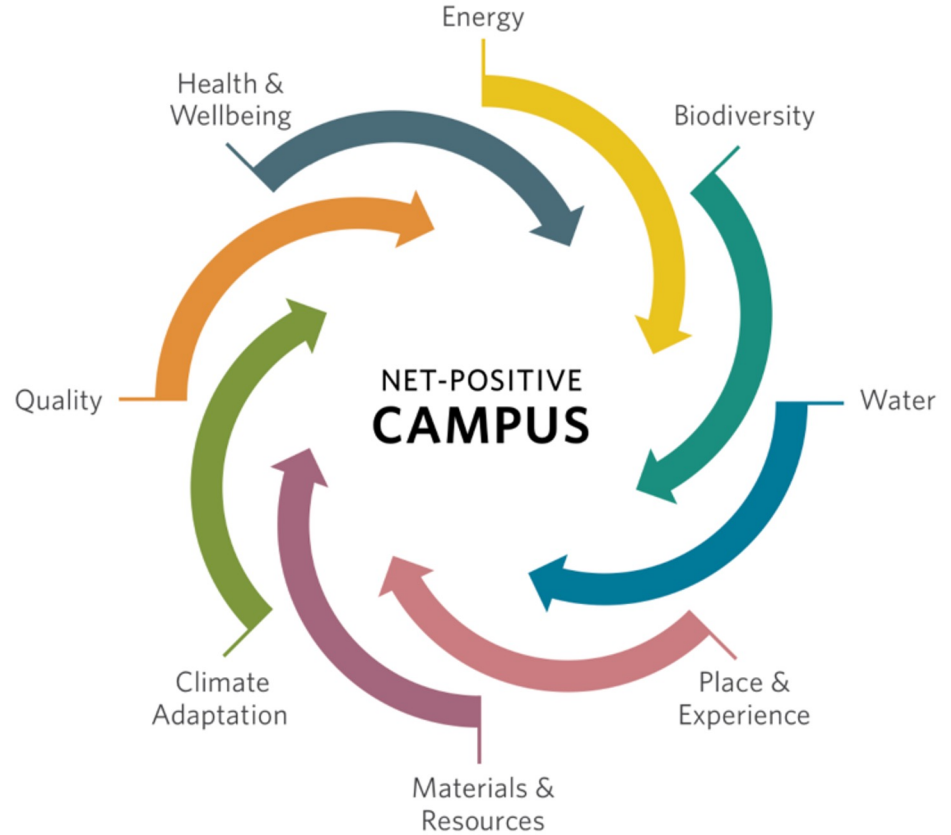 Energy
Health &
Wellbeing
Biodiversity
Quality
NET-POSITIVE
CAMPUS
Water
Climate
Adaptation
Place &
Experience
Materials &
Resources